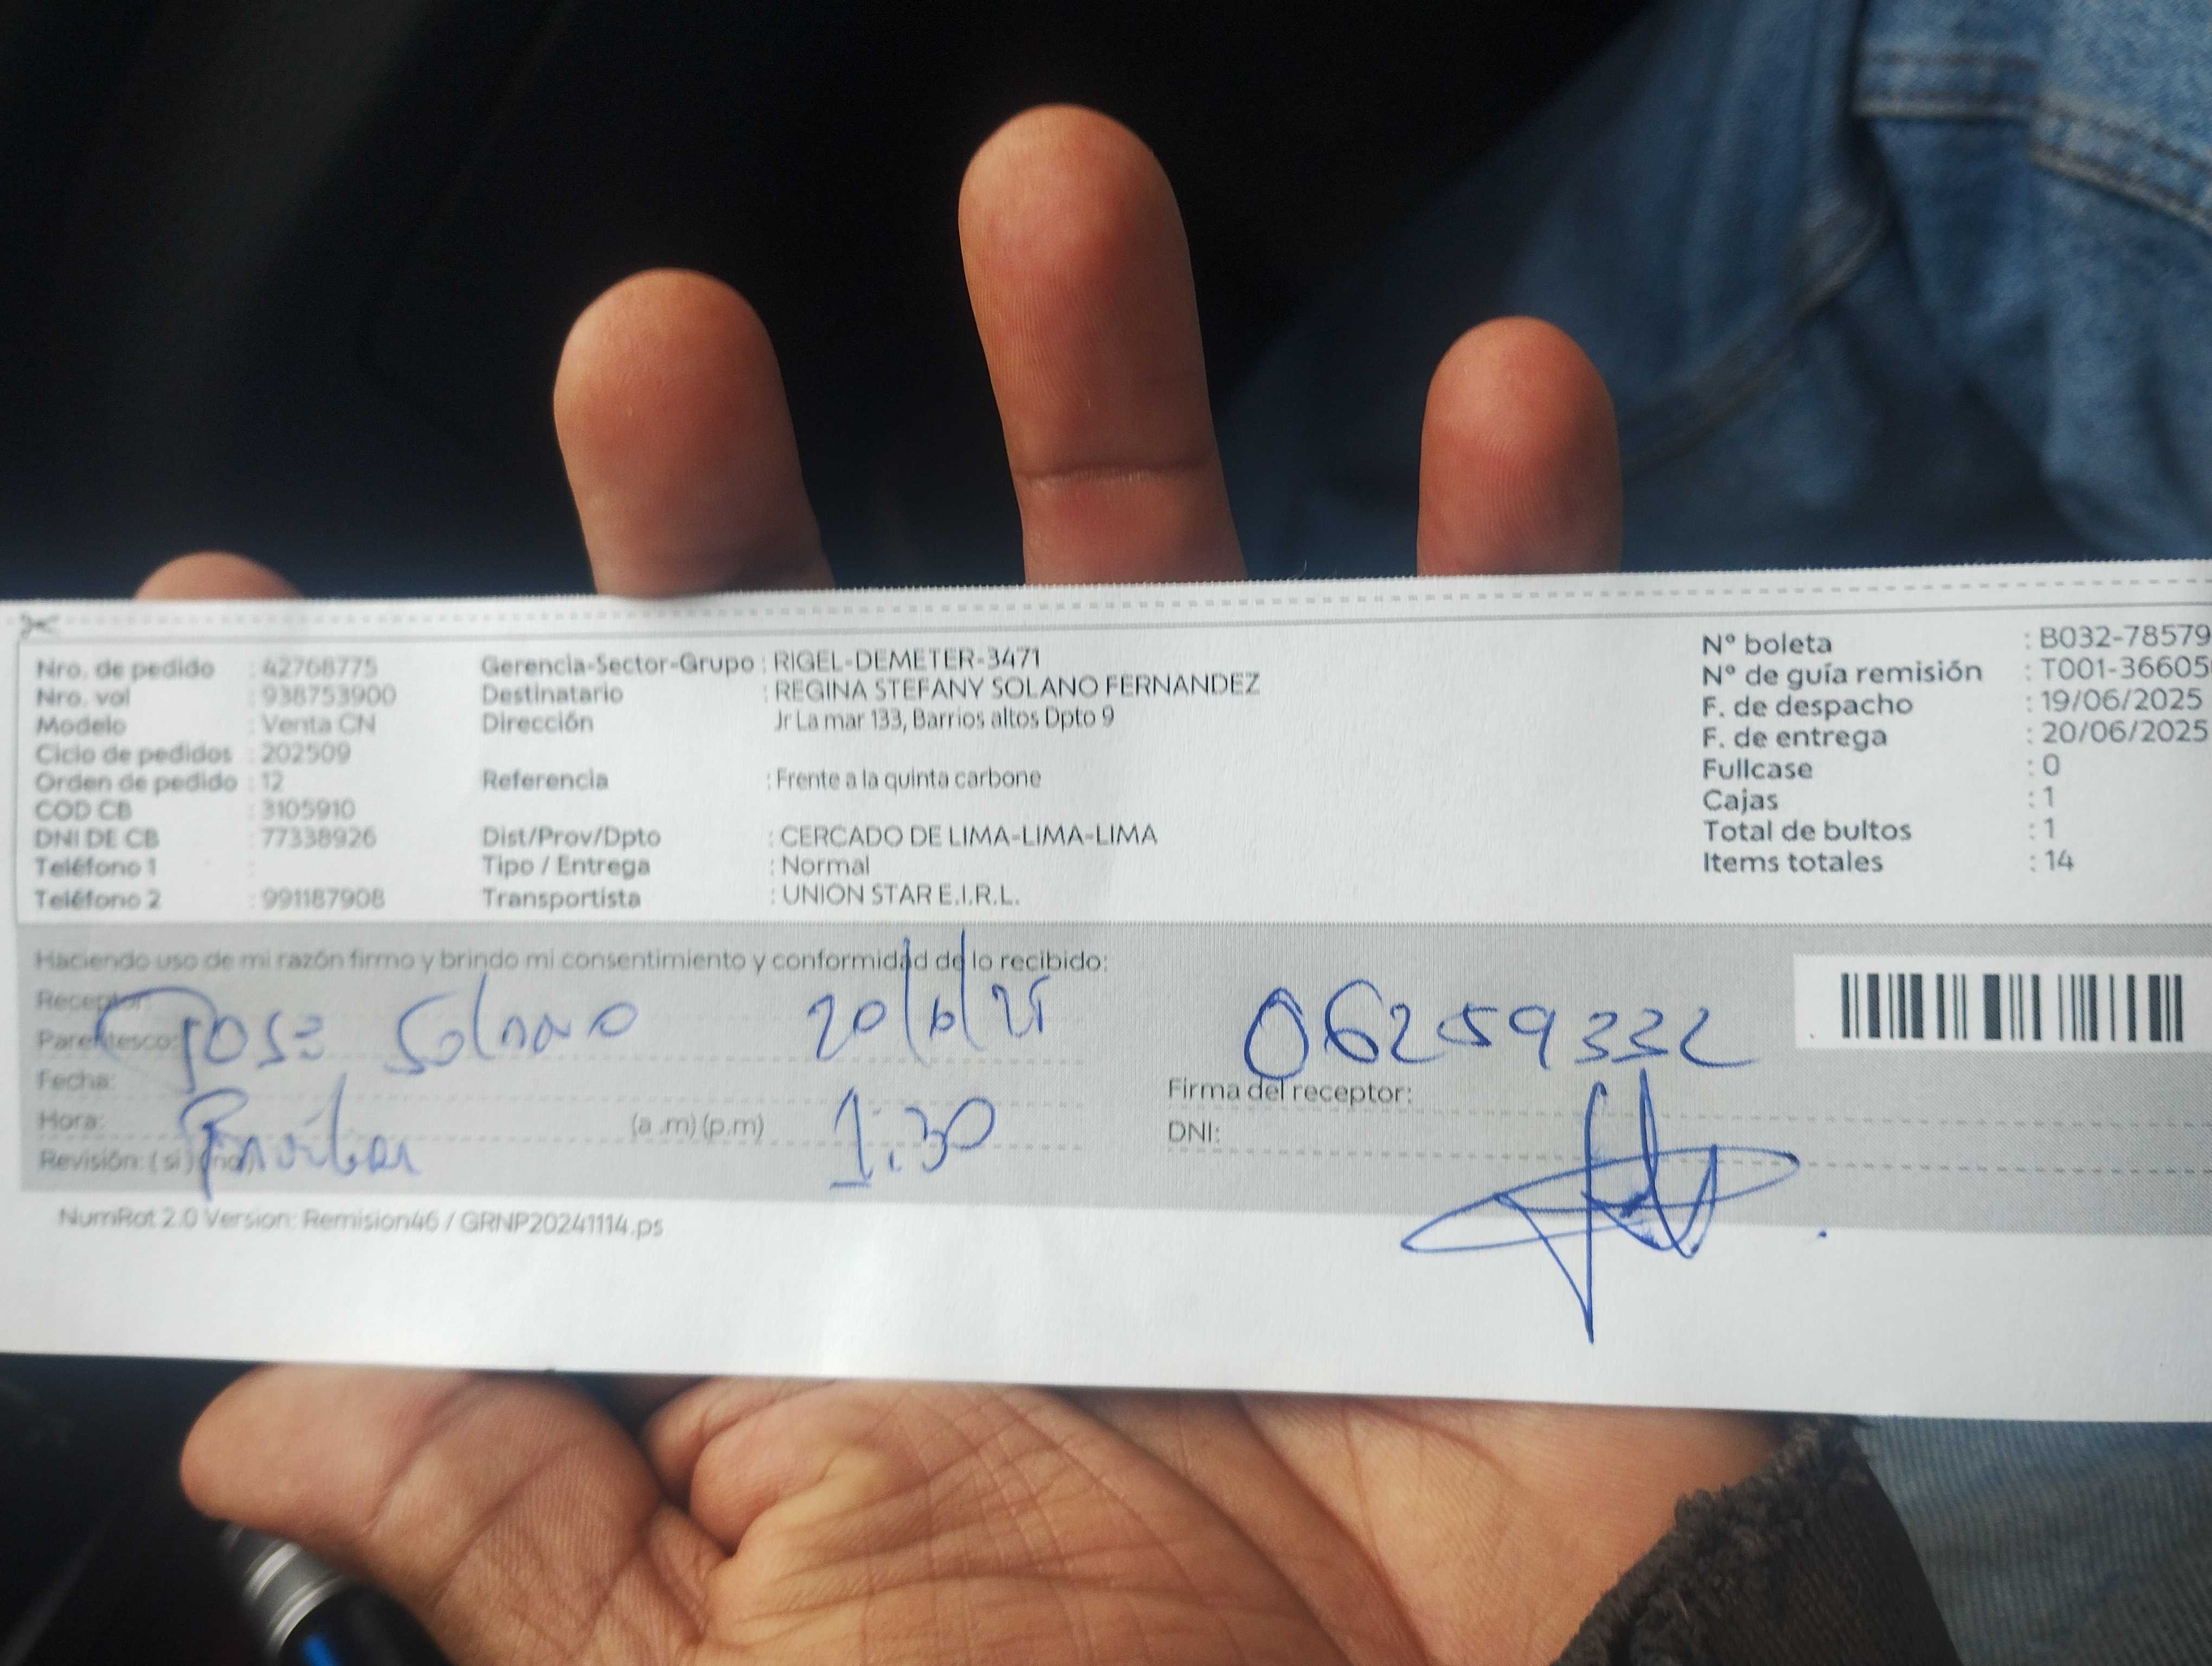 Nro. de pedido : 42768775
Nro. vol : 938753900
Modelo : Venta CN
Ciclo de pedidos : 202509
Orden de pedido : 12
COD CB : 3105910
DNI DE CB : 77338926
Teléfono 1 :
Teléfono 2 : 991187908
Gerencia-Sector-Grupo : RIGEL-DEMETER-3471
Destinatario : REGINA STEFANY SOLANO FERNANDEZ
Dirección Jr La mar 133, Barrios altos Dpto 9
Referencia : Frente a la quinta carbone
Dist/Prov/Dpto : CERCADO DE LIMA-LIMA-LIMA
Tipo / Entrega : Normal
Transportista : UNION STAR E.I.R.L.
N° boleta : B032-78579
N° de guía remisión : T001-36605
F. de despacho : 19/06/2025
F. de entrega : 20/06/2025
Fullcase : 0
Cajas : 1
Total de bultos : 1
Items totales : 14
Haciendo uso de mi razón firmo y brindo mi consentimiento y conformidad de lo recibido:
Receptor:
Jose Solano 20/6/25 06259332
Parentesco:
Fecha:
Firma del receptor:
Hora: (a .m) (p.m) 1:30
DNI:
Revisión: ( si ) (no)
NumRot 2.0 Version: Remision46 / GRNP20241114.ps